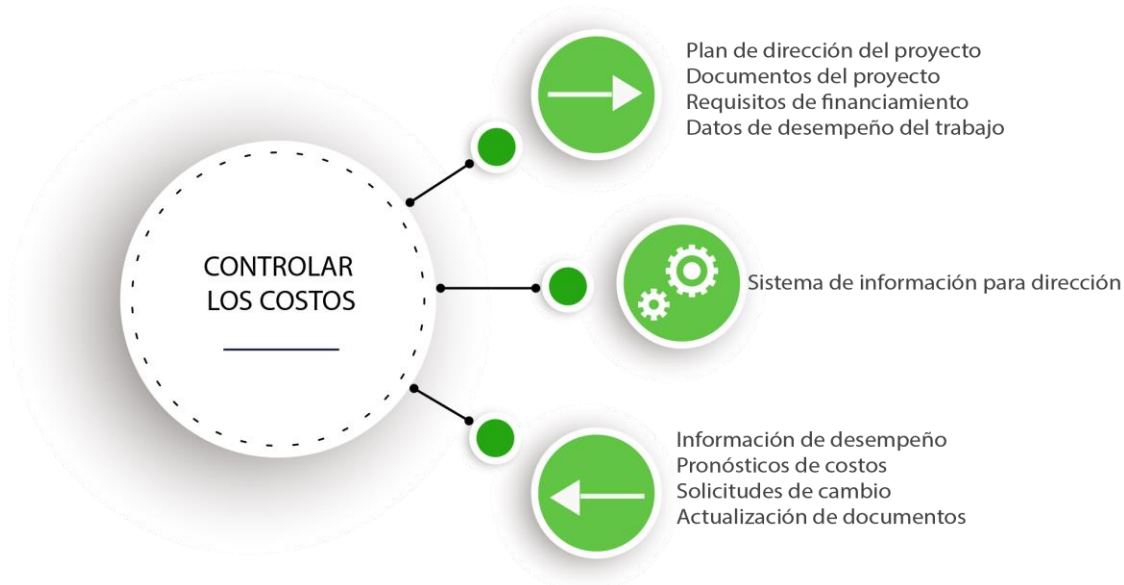 CONTROLAR
LOS COSTOS
Plan de dirección del proyecto
Documentos del proyecto
Requisitos de financiamiento
Datos de desempeño del trabajo
Sistema de información para dirección
Información de desempeño
Pronósticos de costos
Solicitudes de cambio
Actualización de documentos